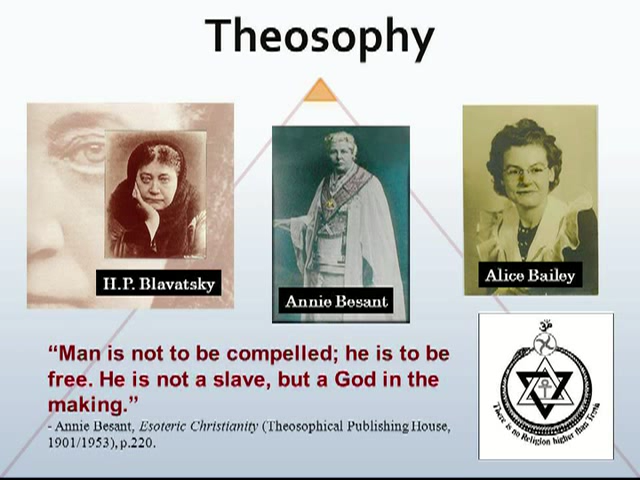 Theosophy
H.P. Blavatsky
Annie Besant
Alice Bailey
“Man is not to be compelled; he is to be
free. He is not a slave, but a God in the
making.”
- Annie Besant, Esoteric Christianity (Theosophical Publishing House,
1901/1953), p.220.
ॐ
There is no Religion higher than Truth